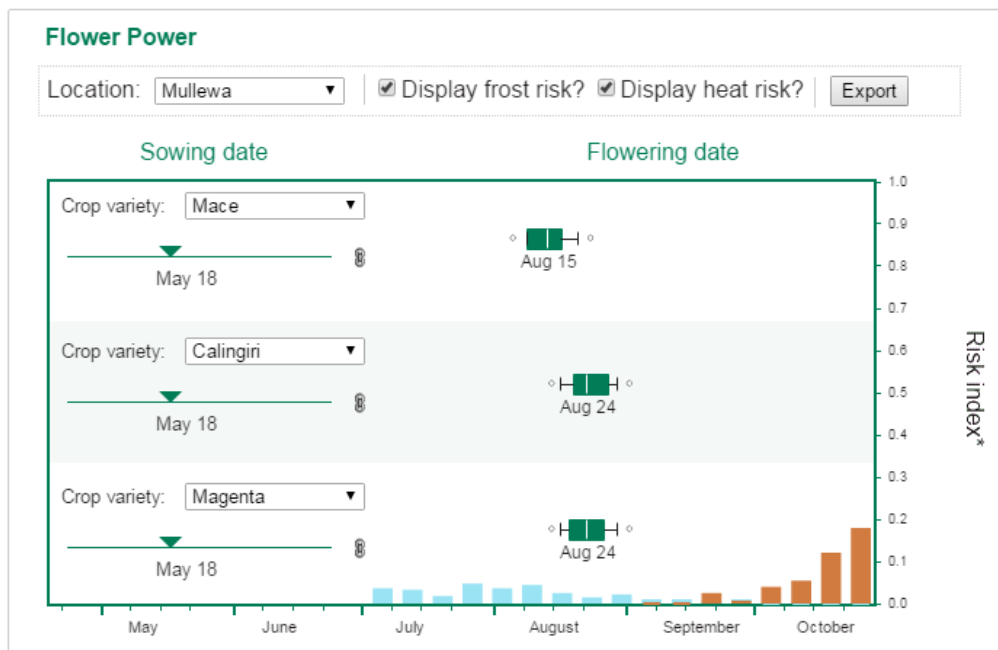 Flower Power
Location: Mullewa Display frost risk? Display heat risk? Export
Sowing date Flowering date
Crop variety: Mace
May 18
Aug 15
Crop variety: Calingiri
May 18
Aug 24
Crop variety: Magenta
May 18
Aug 24
1.0
0.9
0.8
0.7
0.6
0.5
0.4
0.3
0.2
0.1
0.0
Risk index*
May June July August September October